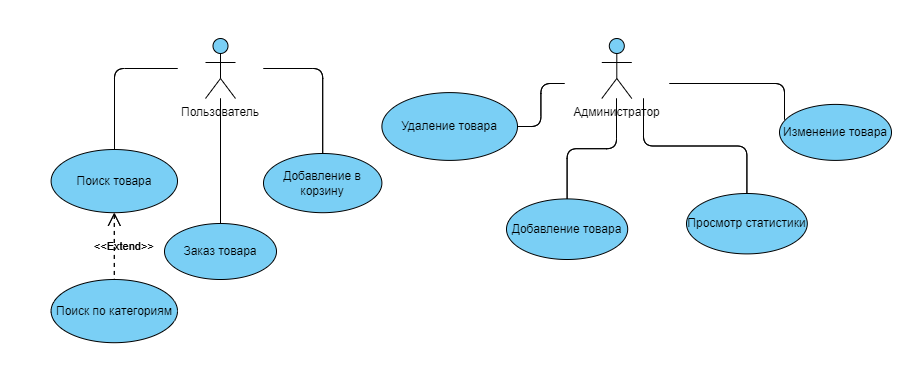 Пользователь
Администратор
Удаление товара
Изменение товара
Поиск товара
Добавление в
корзину
Заказ товара
Добавление товара
Просмотр статистики
<<Extend>>
Поиск по категориям